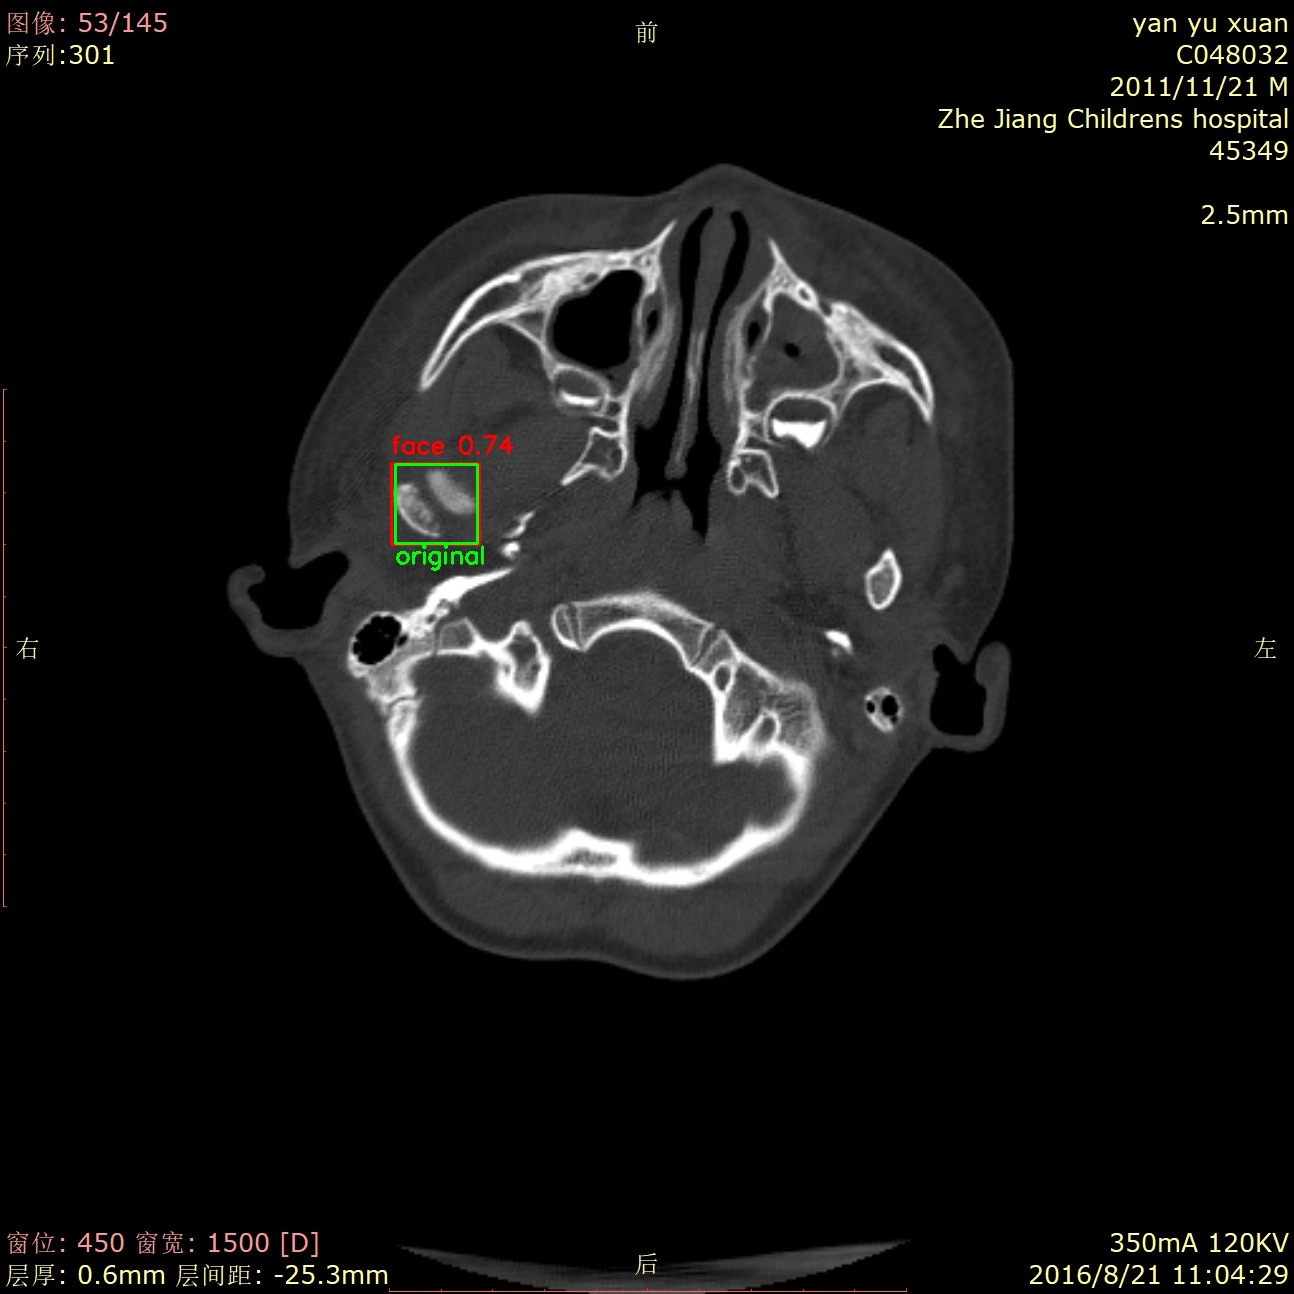 图像: 53/145
序列:301
前
yan yu xuan
C048032
2011/11/21 M
Zhe Jiang Childrens hospital
45349
2.5mm
face 0.74
original
右
左
窗位: 450 窗宽: 1500 [D]
层厚: 0.6mm 层间距: -25.3mm
后
350mA 120KV
2016/8/21 11:04:29